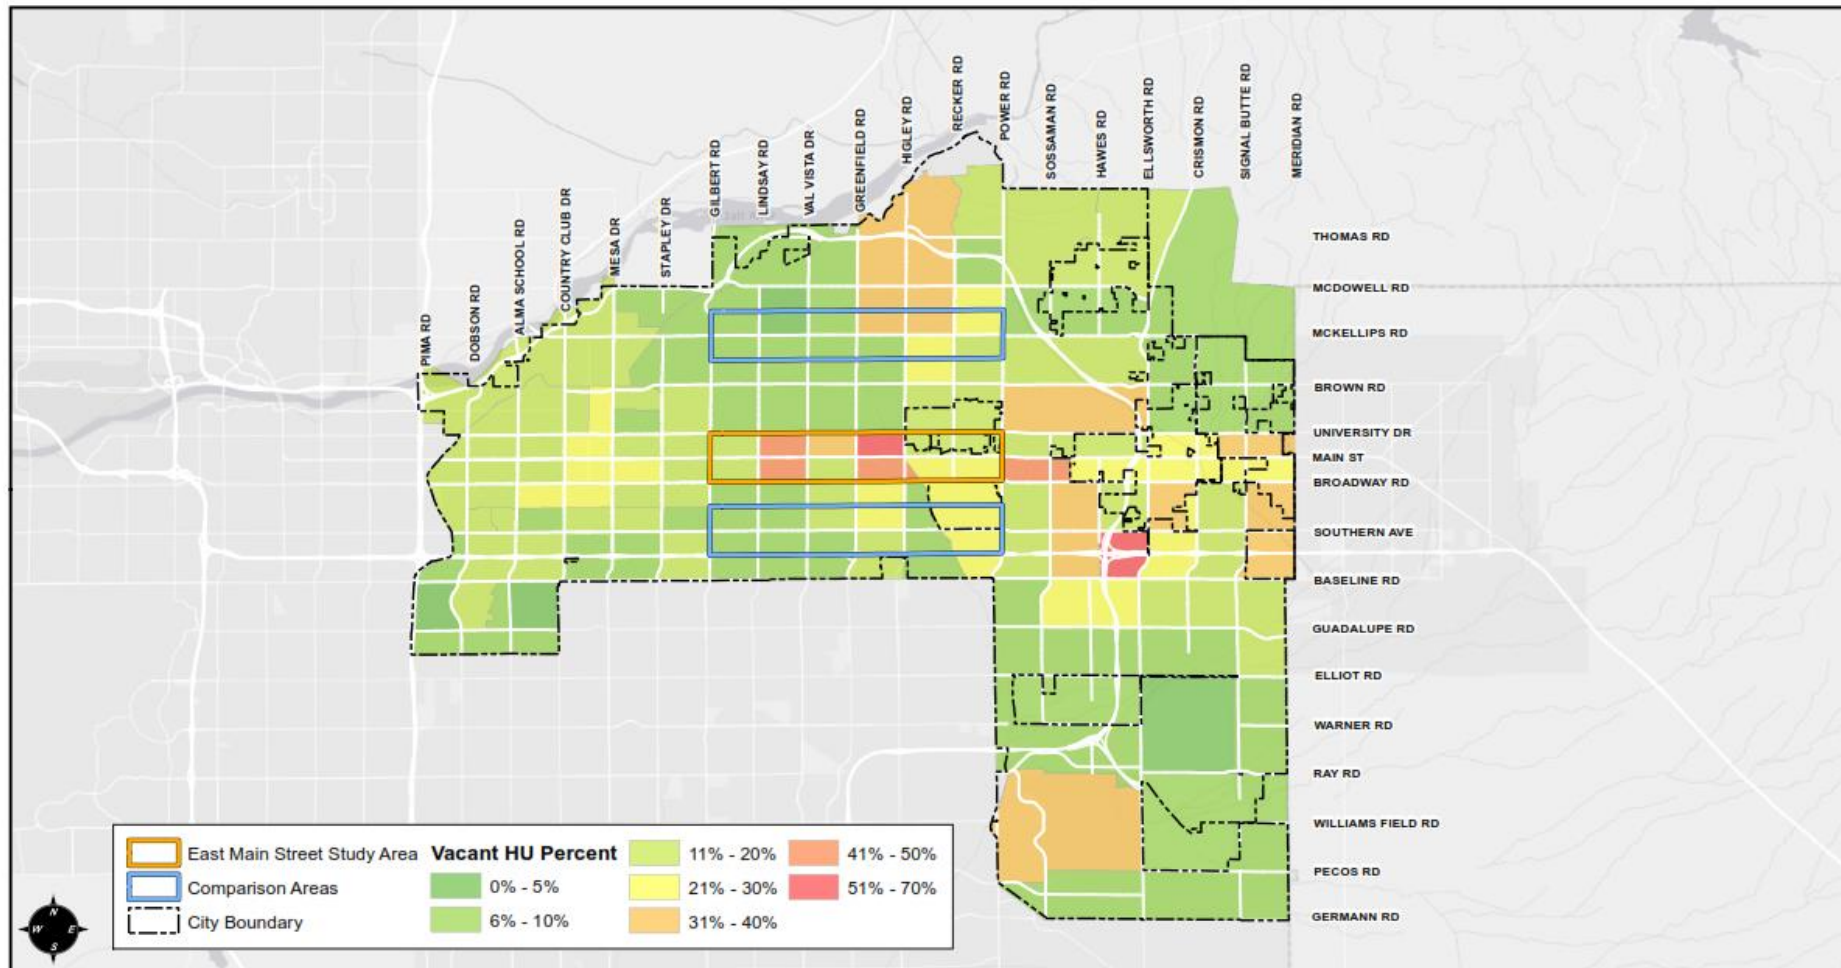 PIMA RD
DOBSON RD
ALMA SCHOOL RD
COUNTRY CLUB DR
MESA DR
STAPLEY DR
GILBERT RD
LINDSAY RD
VAL VISTA DR
GREENFIELD RD
HIGLEY RD
RECKER RD
POWER RD
SOSSAMAN RD
HAWES RD
ELLSWORTH RD
CRISMON RD
SIGNAL BUTTE RD
MERIDIAN RD
THOMAS RD
MCDOWELL RD
MCKELLIPS RD
BROWN RD
UNIVERSITY DR
MAIN ST
BROADWAY RD
SOUTHERN AVE
BASELINE RD
GUADALUPE RD
ELLIOT RD
WARNER RD
RAY RD
WILLIAMS FIELD RD
PECOS RD
GERMANN RD
East Main Street Study Area
Comparison Areas
City Boundary
Vacant HU Percent
0% - 5%
6% - 10%
11% - 20%
21% - 30%
31% - 40%
41% - 50%
51% - 70%
N
W E
S